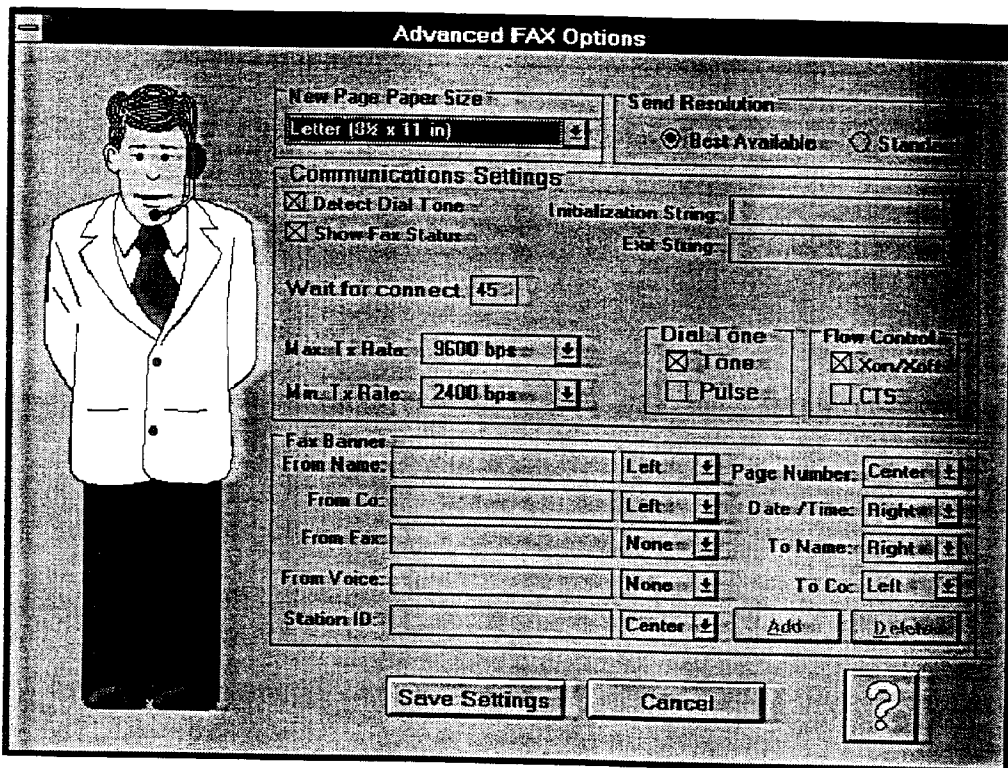 Advanced FAX Options
New Page Paper Size
Letter (8½ x 11 in)
Send Resolution
Best Available
Communications Settings
Detect Dial Tone
Show Fax Status
Initialization String:
Exit String:
Wait for connect. 45
Max. Tx Rate: 9600 bps
Min. Tx Rate: 2400 bps
Dial Tone
Tone
Pulse
Flow Control
Xon/Xoff
CTS
Fax Banner
From Name: Left Page Number: Center
From Co: Left Date /Time: Right
From Fax: None To Name: Right
From Voice: None To Co: Left
Station ID: Center Add Delete
Save Settings Cancel ?